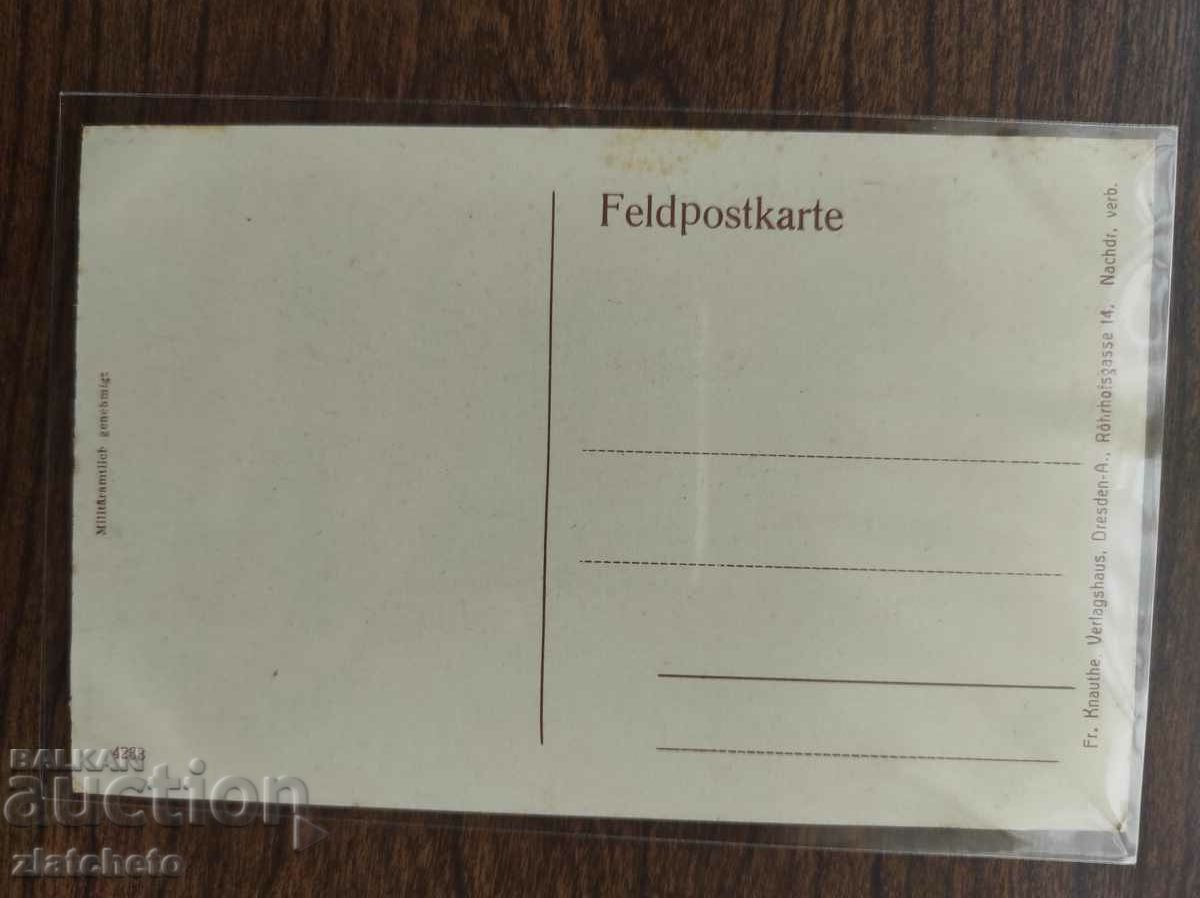 Feldpostkarte
Militäramtlich genehmigt
Fr. Knauthe. Verlagshaus, Dresden-A., Röhrhofsgasse 14. Nachdr. verb.
4283
BALKAN
auction
zlatcheto